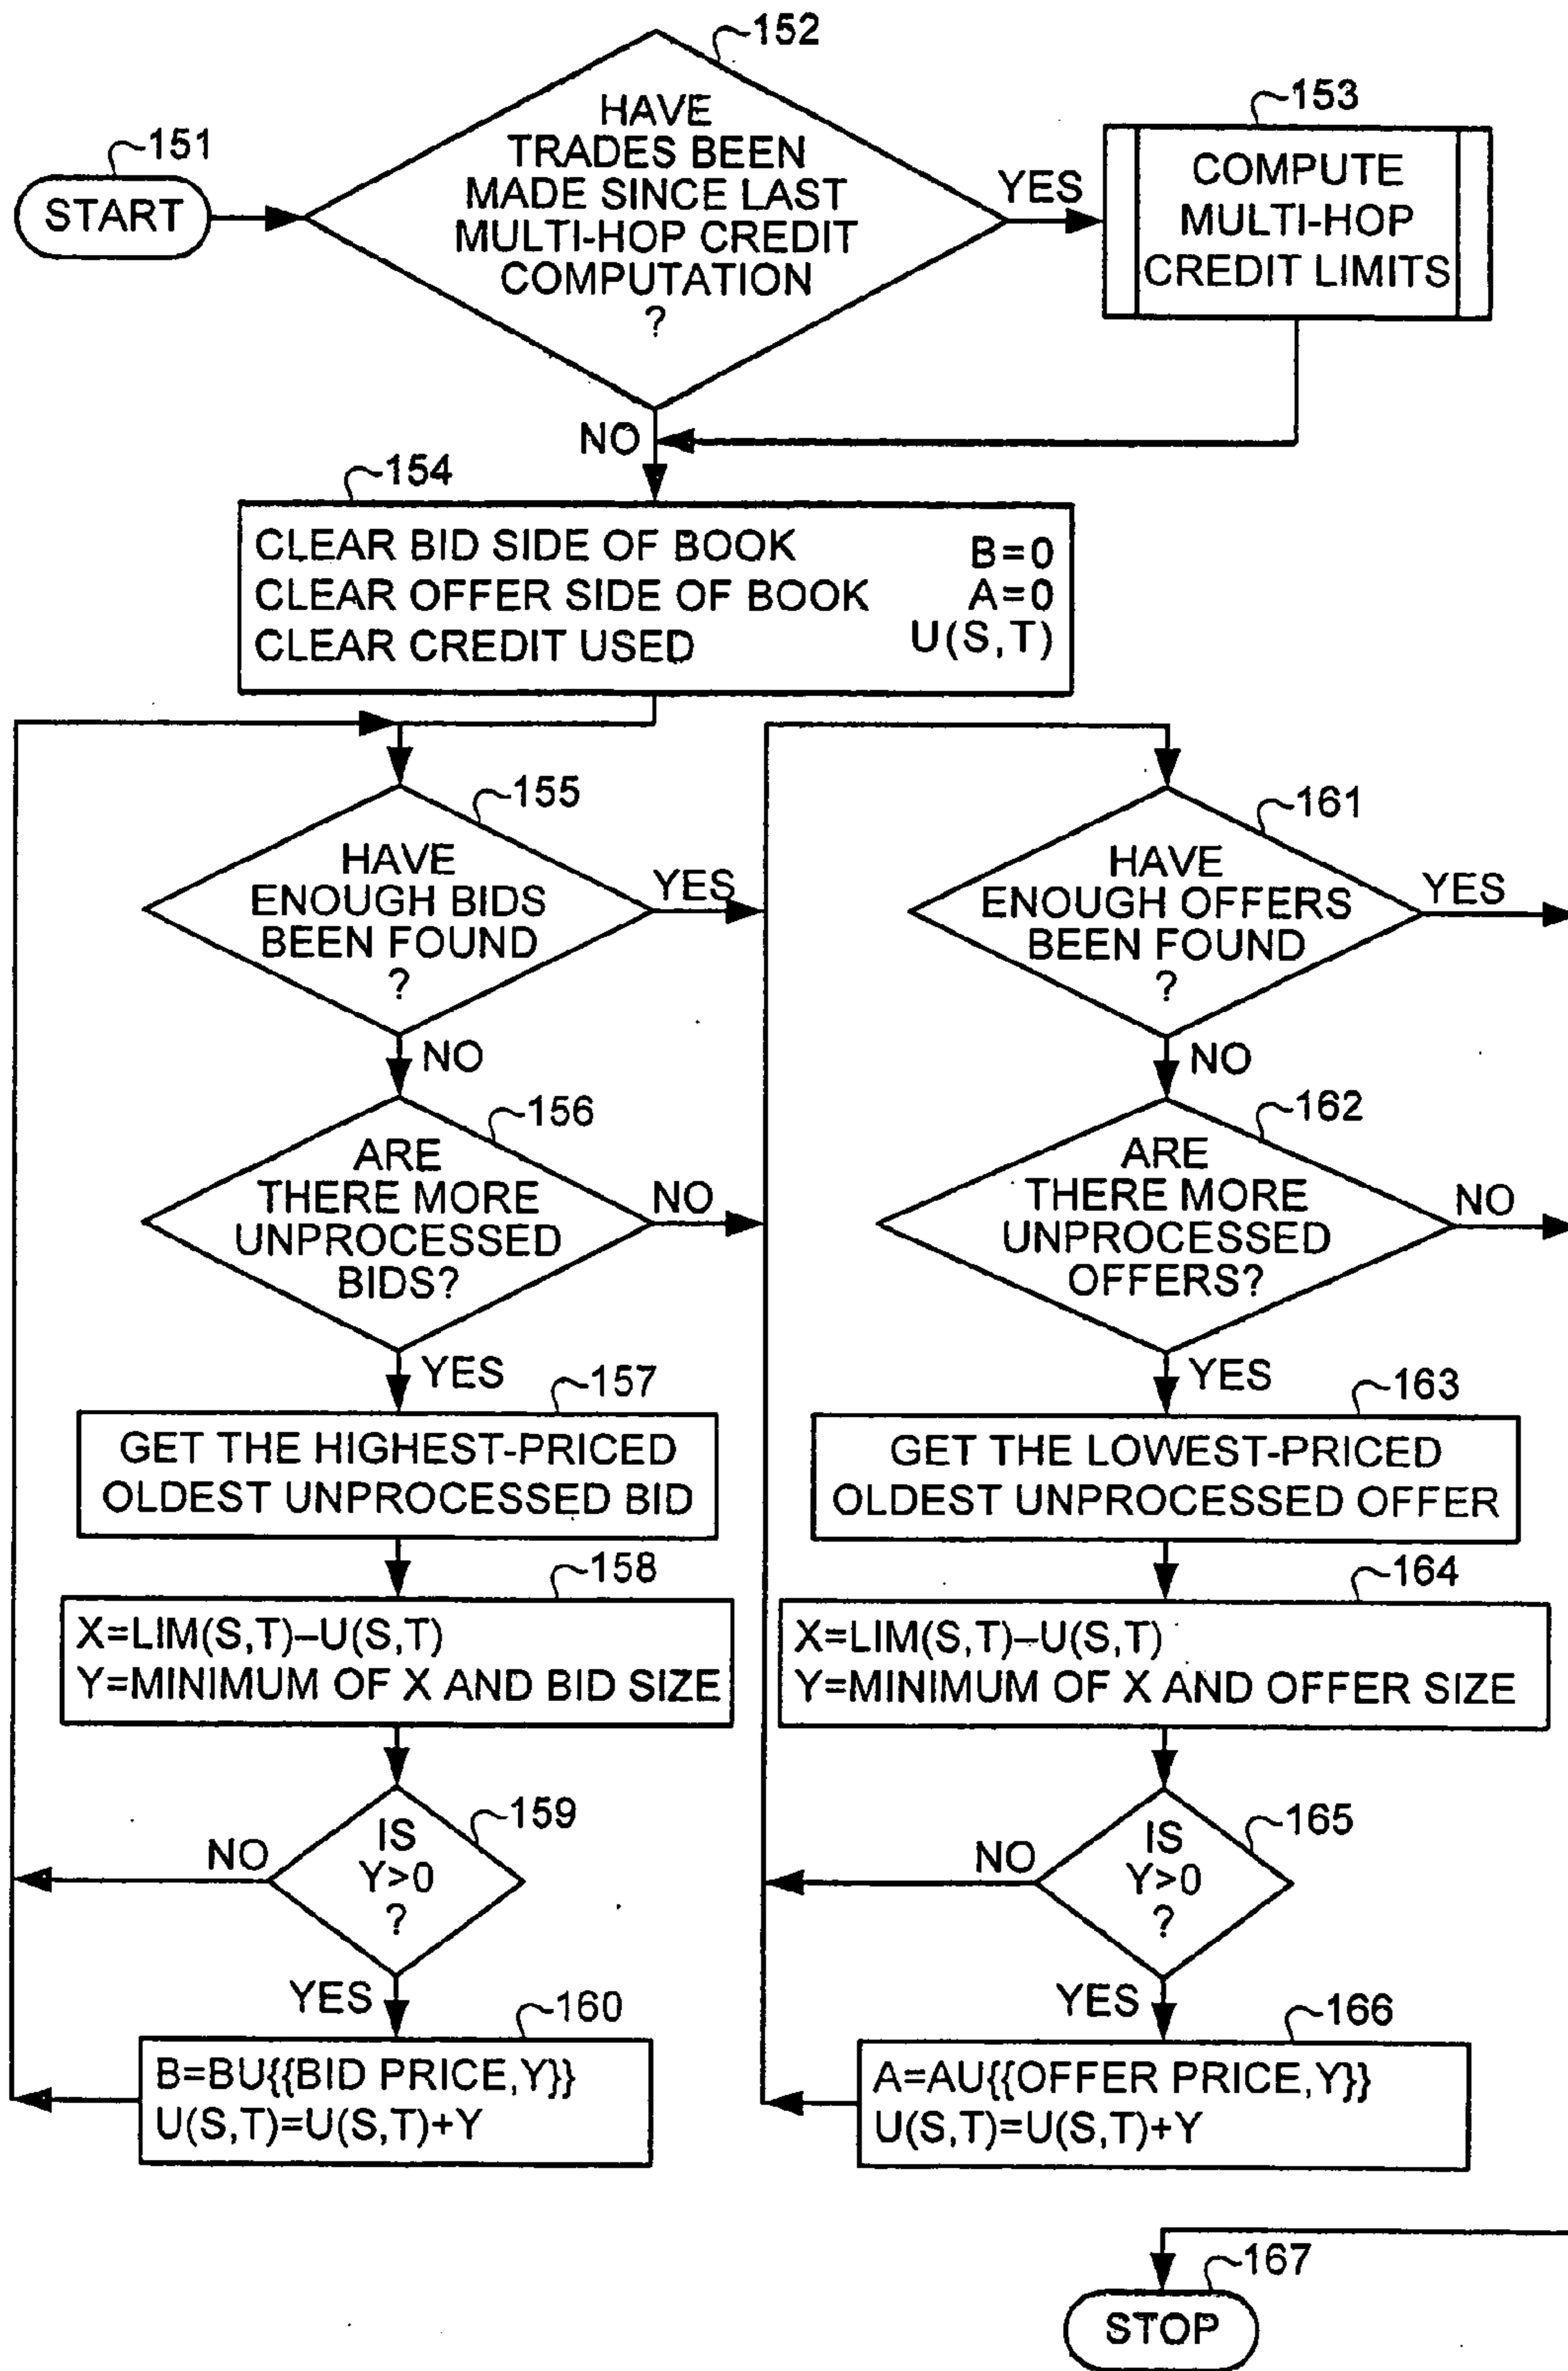 152
HAVE
TRADES BEEN
MADE SINCE LAST
MULTI-HOP CREDIT
COMPUTATION
?
151
START
YES
153
COMPUTE
MULTI-HOP
CREDIT LIMITS
NO
154
CLEAR BID SIDE OF BOOK B=0
CLEAR OFFER SIDE OF BOOK A=0
CLEAR CREDIT USED U(S,T)
155
HAVE
ENOUGH BIDS
BEEN FOUND
?
YES
NO
156
ARE
THERE MORE
UNPROCESSED
BIDS?
NO
YES
157
GET THE HIGHEST-PRICED
OLDEST UNPROCESSED BID
158
X=LIM(S,T)–U(S,T)
Y=MINIMUM OF X AND BID SIZE
159
IS
Y>0
?
NO
YES
160
B=BU{{BID PRICE,Y}}
U(S,T)=U(S,T)+Y
161
HAVE
ENOUGH OFFERS
BEEN FOUND
?
YES
NO
162
ARE
THERE MORE
UNPROCESSED
OFFERS?
NO
YES
163
GET THE LOWEST-PRICED
OLDEST UNPROCESSED OFFER
164
X=LIM(S,T)–U(S,T)
Y=MINIMUM OF X AND OFFER SIZE
165
IS
Y>0
?
NO
YES
166
A=AU{{OFFER PRICE,Y}}
U(S,T)=U(S,T)+Y
167
STOP